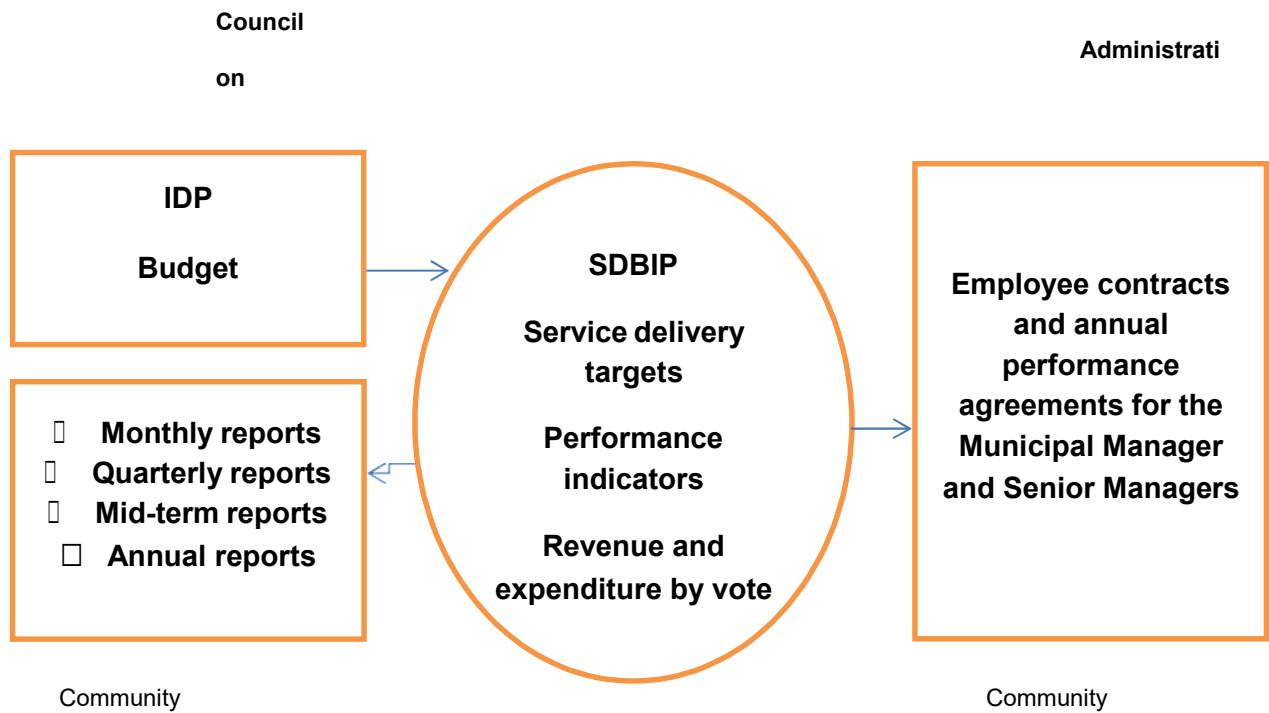 Council
Administrati
on
IDP
Budget
Monthly reports
Quarterly reports
Mid-term reports
Annual reports
SDBIP
Service delivery
targets
Performance
indicators
Revenue and
expenditure by vote
Employee contracts
and annual
performance
agreements for the
Municipal Manager
and Senior Managers
Community
Community